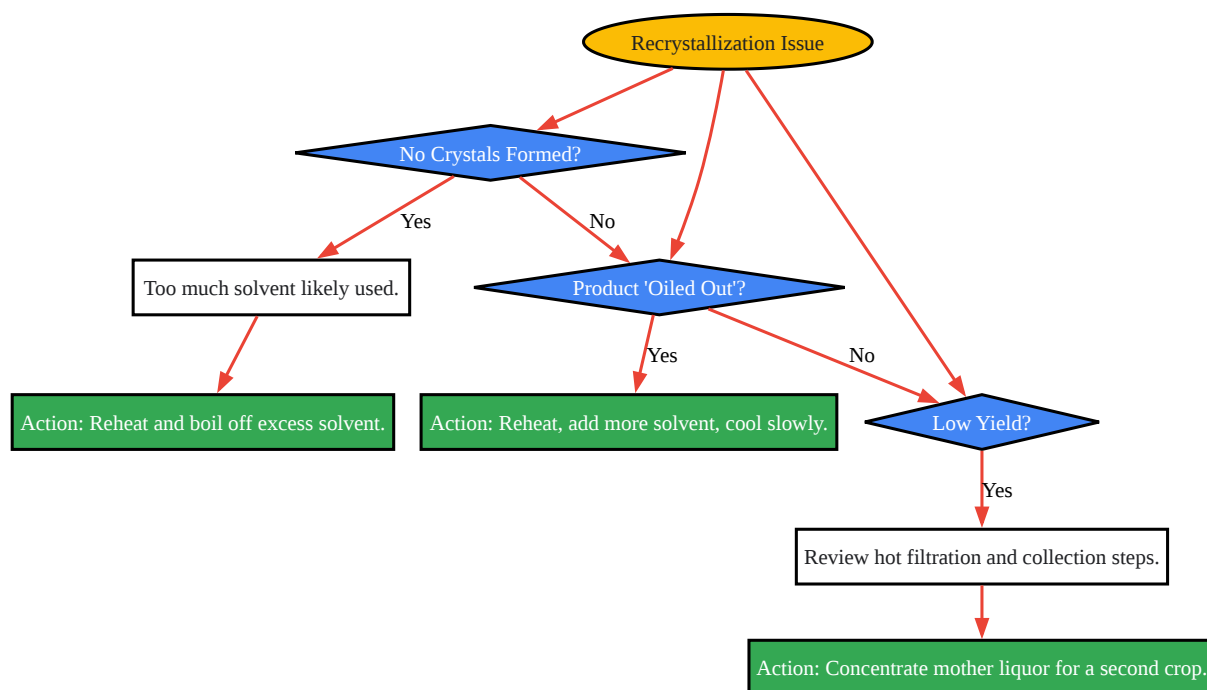 Recrystallization Issue
No Crystals Formed?
Yes
No
Too much solvent likely used.
Product 'Oiled Out'?
Yes
No
Action: Reheat and boil off excess solvent.
Action: Reheat, add more solvent, cool slowly.
Low Yield?
Yes
Review hot filtration and collection steps.
Action: Concentrate mother liquor for a second crop.